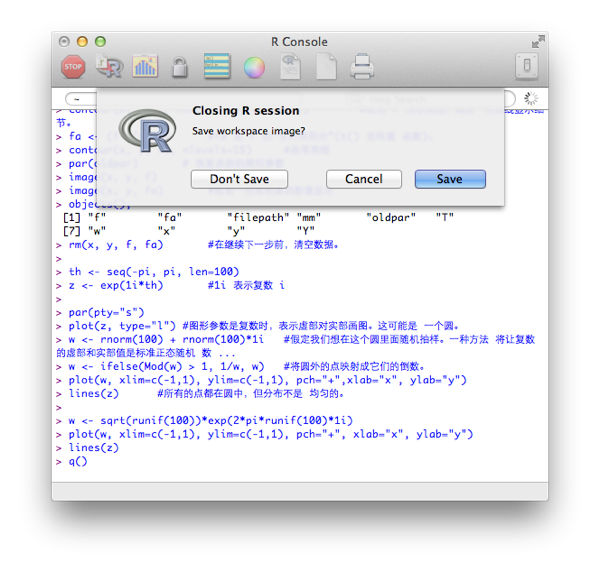 R Console
STOP
R
~
Closing R session
Save workspace image?
Don't Save
Cancel
Save
节。
> fa <-
> conto
> par(
> image
> image
> objects();
[1] "f" "fa" "filepath" "mm" "oldpar" "T"
[7] "w" "x" "y" "Y"
> rm(x, y, f, fa) #在继续下一步前，清空数据。
>
> th <- seq(-pi, pi, len=100)
> z <- exp(1i*th) #1i 表示复数 i
>
> par(pty="s")
> plot(z, type="l") #图形参数是复数时，表示虚部对实部画图。这可能是 一个圆。
> w <- rnorm(100) + rnorm(100)*1i #假定我们想在这个圆里面随机抽样。一种方法 将让复数
的虚部和实部值是标准正态随机 数 ...
> w <- ifelse(Mod(w) > 1, 1/w, w) #将圆外的点映射成它们的倒数。
> plot(w, xlim=c(-1,1), ylim=c(-1,1), pch="+",xlab="x", ylab="y")
> lines(z) #所有的点都在圆中，但分布不是 均匀的。
>
> w <- sqrt(runif(100))*exp(2*pi*runif(100)*1i)
> plot(w, xlim=c(-1,1), ylim=c(-1,1), pch="+", xlab="x", ylab="y")
> lines(z)
> q()